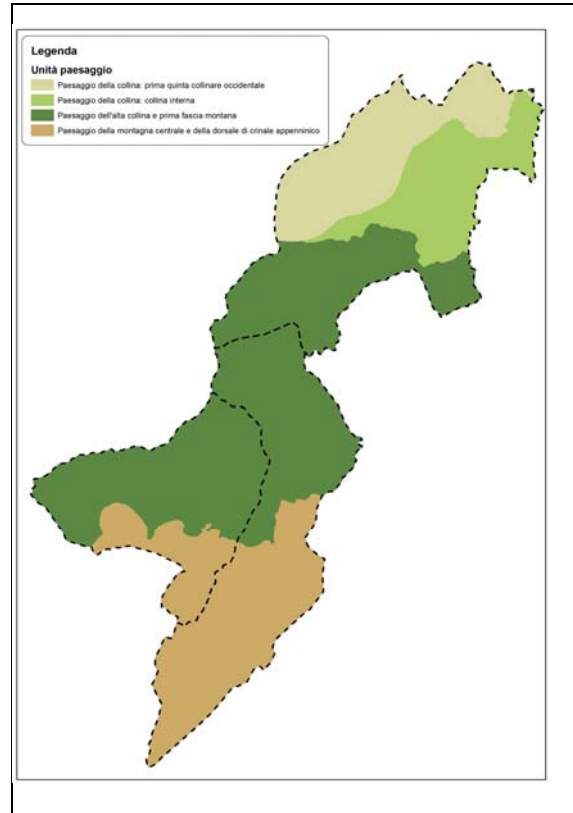 Legenda
Unità paesaggio
Paesaggio della collina: prima quinta collinare occidentale
Paesaggio della collina: collina interna
Paesaggio dell'alta collina e prima fascia montana
Paesaggio della montagna centrale e della dorsale di crinale appenninico